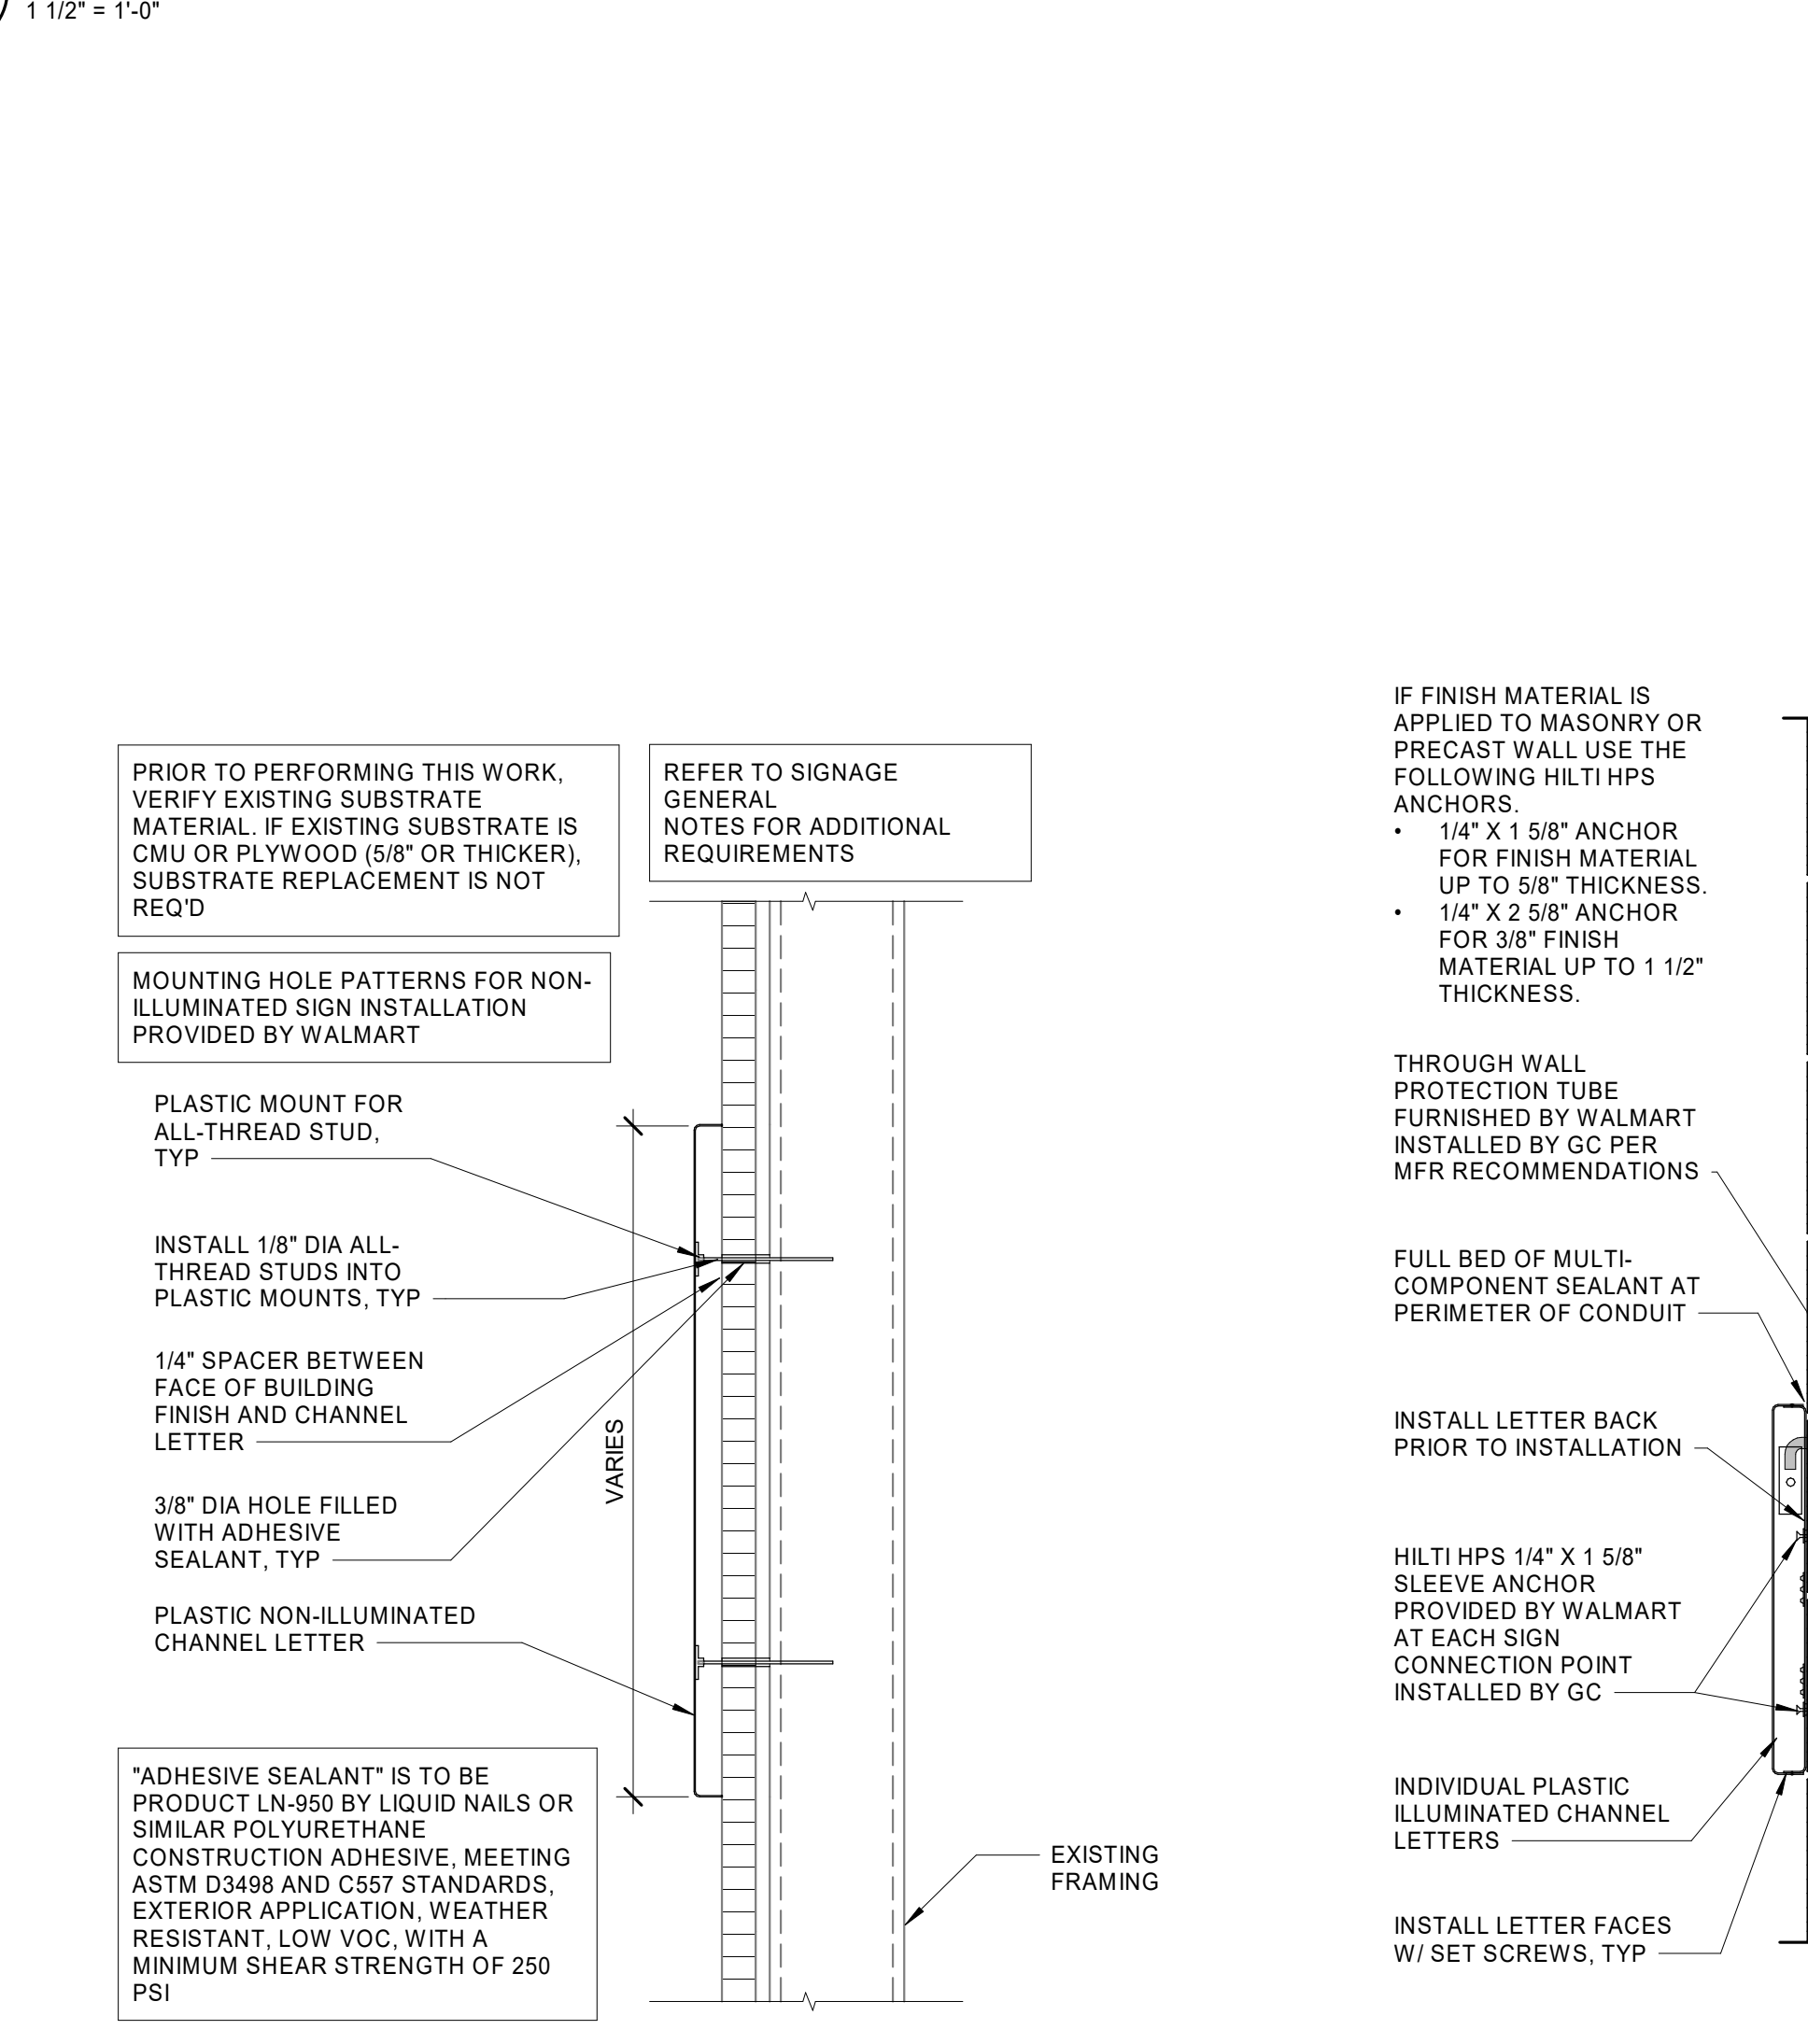 1 1/2" = 1'-0"
PRIOR TO PERFORMING THIS WORK,
VERIFY EXISTING SUBSTRATE
MATERIAL. IF EXISTING SUBSTRATE IS
CMU OR PLYWOOD (5/8" OR THICKER),
SUBSTRATE REPLACEMENT IS NOT
REQ'D
REFER TO SIGNAGE
GENERAL
NOTES FOR ADDITIONAL
REQUIREMENTS
MOUNTING HOLE PATTERNS FOR NON-
ILLUMINATED SIGN INSTALLATION
PROVIDED BY WALMART
PLASTIC MOUNT FOR
ALL-THREAD STUD,
TYP
INSTALL 1/8" DIA ALL-
THREAD STUDS INTO
PLASTIC MOUNTS, TYP
1/4" SPACER BETWEEN
FACE OF BUILDING
FINISH AND CHANNEL
LETTER
3/8" DIA HOLE FILLED
WITH ADHESIVE
SEALANT, TYP
PLASTIC NON-ILLUMINATED
CHANNEL LETTER
VARIES
"ADHESIVE SEALANT" IS TO BE
PRODUCT LN-950 BY LIQUID NAILS OR
SIMILAR POLYURETHANE
CONSTRUCTION ADHESIVE, MEETING
ASTM D3498 AND C557 STANDARDS,
EXTERIOR APPLICATION, WEATHER
RESISTANT, LOW VOC, WITH A
MINIMUM SHEAR STRENGTH OF 250
PSI
EXISTING
FRAMING
IF FINISH MATERIAL IS
APPLIED TO MASONRY OR
PRECAST WALL USE THE
FOLLOWING HILTI HPS
ANCHORS.
• 1/4" X 1 5/8" ANCHOR
FOR FINISH MATERIAL
UP TO 5/8" THICKNESS.
• 1/4" X 2 5/8" ANCHOR
FOR 3/8" FINISH
MATERIAL UP TO 1 1/2"
THICKNESS.
THROUGH WALL
PROTECTION TUBE
FURNISHED BY WALMART
INSTALLED BY GC PER
MFR RECOMMENDATIONS
FULL BED OF MULTI-
COMPONENT SEALANT AT
PERIMETER OF CONDUIT
INSTALL LETTER BACK
PRIOR TO INSTALLATION
HILTI HPS 1/4" X 1 5/8"
SLEEVE ANCHOR
PROVIDED BY WALMART
AT EACH SIGN
CONNECTION POINT
INSTALLED BY GC
INDIVIDUAL PLASTIC
ILLUMINATED CHANNEL
LETTERS
INSTALL LETTER FACES
W/ SET SCREWS, TYP